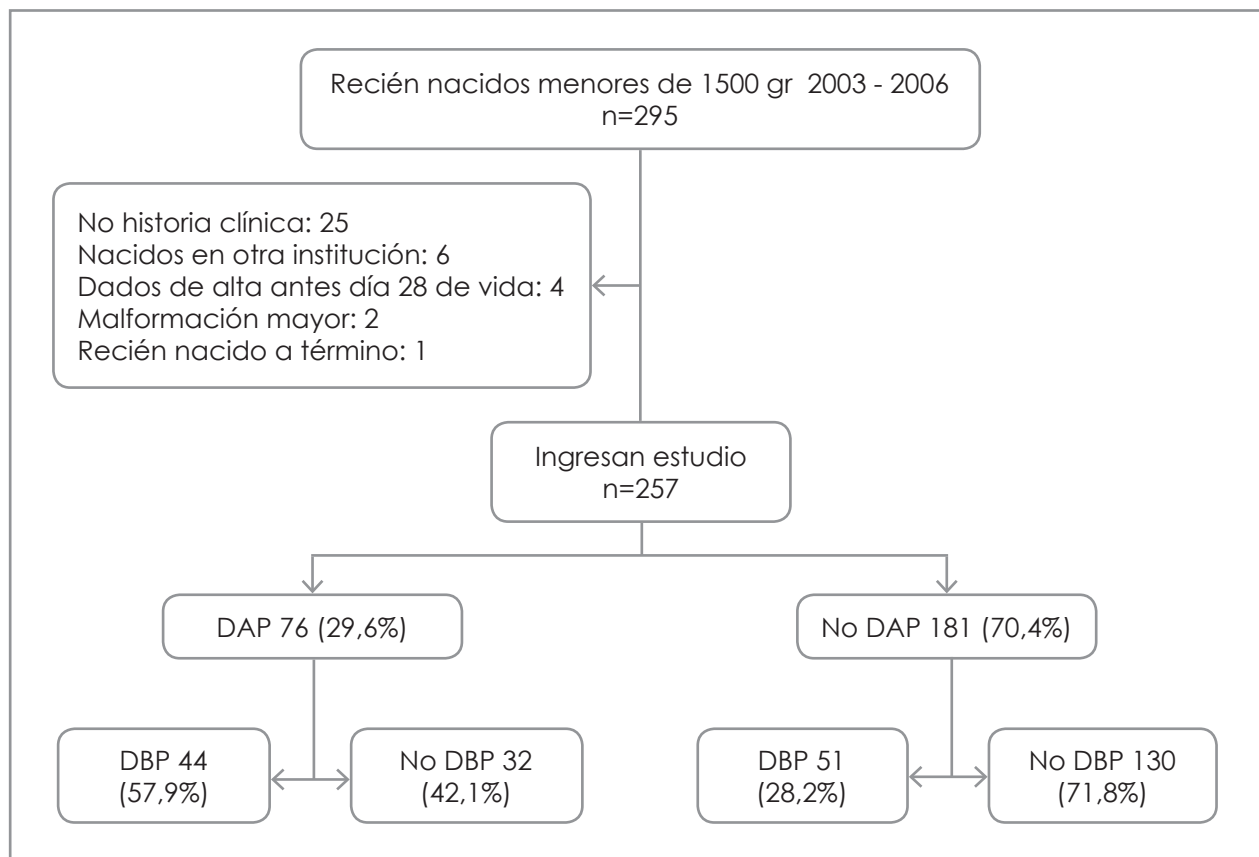 Recién nacidos menores de 1500 gr 2003 - 2006
n=295
No historia clínica: 25
Nacidos en otra institución: 6
Dados de alta antes día 28 de vida: 4
Malformación mayor: 2
Recién nacido a término: 1
Ingresan estudio
n=257
DAP 76 (29,6%)
No DAP 181 (70,4%)
DBP 44
(57,9%)
No DBP 32
(42,1%)
DBP 51
(28,2%)
No DBP 130
(71,8%)